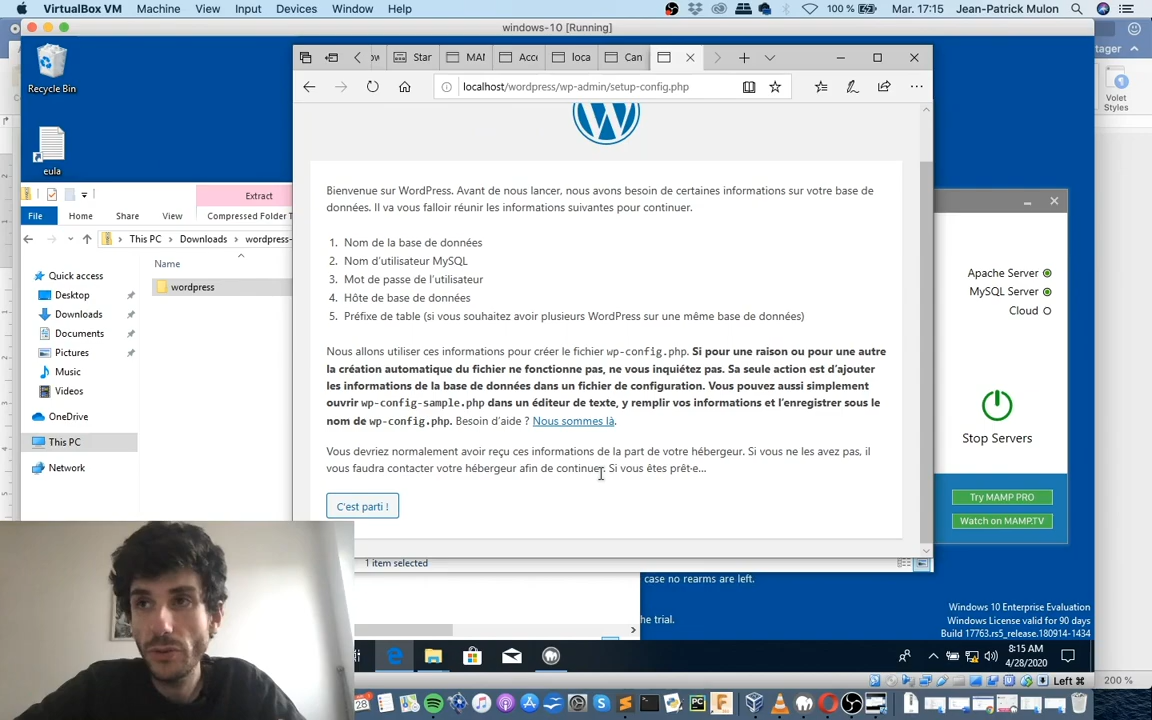 VirtualBox VM Machine View Input Devices Window Help 100 % Mar. 17:15 Jean-Patrick Mulon
windows-10 [Running]
Recycle Bin
eula
Star
MAM
Acc
loca
Can
localhost/wordpress/wp-admin/setup-config.php
Extract
File Home Share View Compressed Folder T
This PC Downloads wordpress-
Name
wordpress
Quick access
Desktop
Downloads
Documents
Pictures
Music
Videos
OneDrive
This PC
Network
Bienvenue sur WordPress. Avant de nous lancer, nous avons besoin de certaines informations sur votre base de
données. Il va vous falloir réunir les informations suivantes pour continuer.
1. Nom de la base de données
2. Nom d’utilisateur MySQL
3. Mot de passe de l’utilisateur
4. Hôte de base de données
5. Préfixe de table (si vous souhaitez avoir plusieurs WordPress sur une même base de données)
Nous allons utiliser ces informations pour créer le fichier wp-config.php. Si pour une raison ou pour une autre
la création automatique du fichier ne fonctionne pas, ne vous inquiétez pas. Sa seule action est d’ajouter
les informations de la base de données dans un fichier de configuration. Vous pouvez aussi simplement
ouvrir wp-config-sample.php dans un éditeur de texte, y remplir vos informations et l’enregistrer sous le
nom de wp-config.php. Besoin d’aide ? Nous sommes là.
Vous devriez normalement avoir reçu ces informations de la part de votre hébergeur. Si vous ne les avez pas, il
vous faudra contacter votre hébergeur afin de continuer. Si vous êtes prêt·e…
C’est parti !
Apache Server
MySQL Server
Cloud
Stop Servers
Try MAMP PRO
Watch on MAMP.TV
tager
Volet
Styles
1 item selected
case no rearms are left.
he trial.
Windows 10 Enterprise Evaluation
Windows License valid for 90 days
Build 17763.rs5_release.180914-1434
8:15 AM
4/28/2020
Left ⌘
200 %